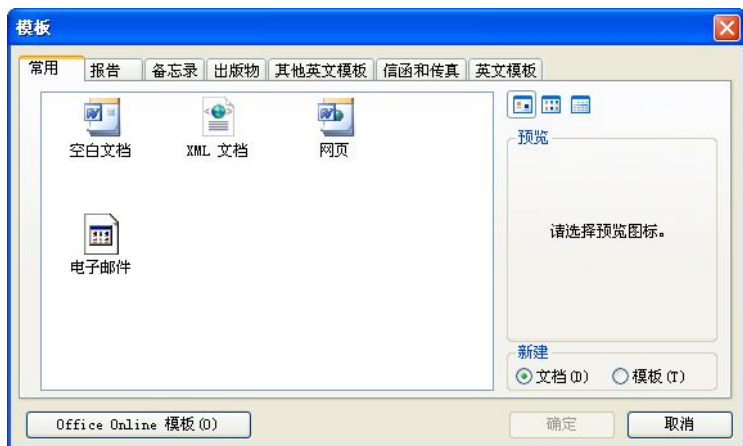 模板
常用 报告 备忘录 出版物 其他英文模板 信函和传真 英文模板
空白文档 XML 文档 网页
电子邮件
预览
请选择预览图标。
新建
文档(D) 模板(T)
Office Online 模板(O) 确定 取消